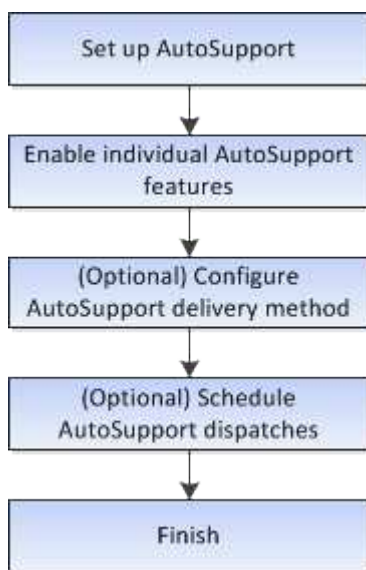 Set up AutoSupport
Enable individual AutoSupport
features
(Optional) Configure
AutoSupport delivery method
(Optional) Schedule
AutoSupport dispatches
Finish